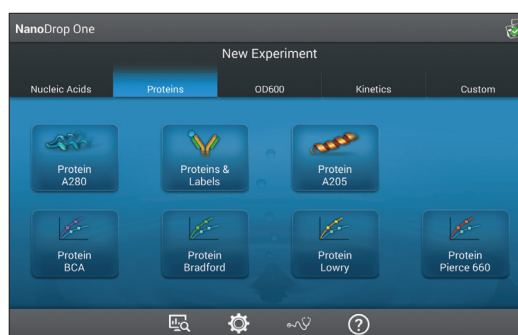 NanoDrop One
New Experiment
Nucleic Acids Proteins OD600 Kinetics Custom
Protein
A280
Proteins &
Labels
Protein
A205
Protein
BCA
Protein
Bradford
Protein
Lowry
Protein
Pierce 660
?